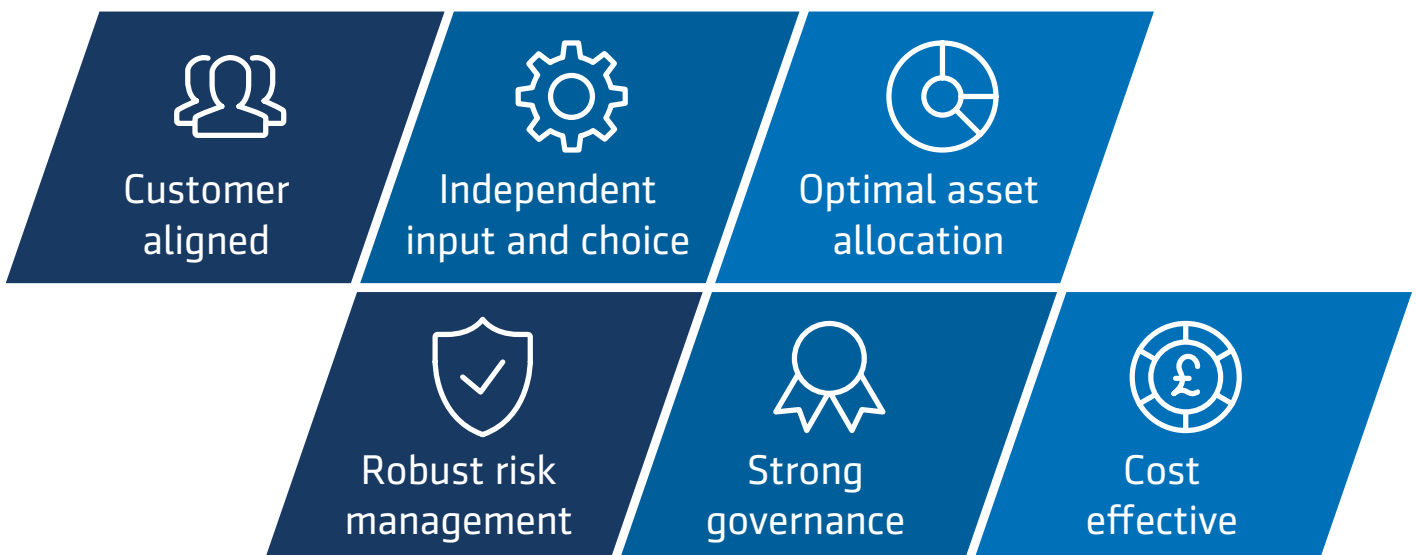 Customer
aligned
Independent
input and choice
Optimal asset
allocation
Robust risk
management
Strong
governance
£
Cost
effective